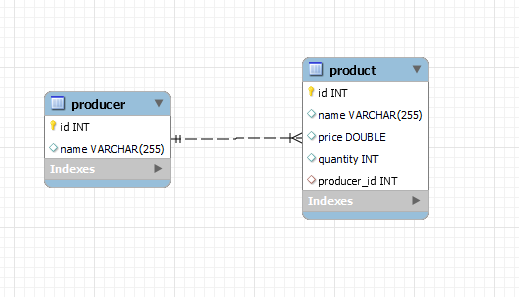 producer
id INT
name VARCHAR(255)
Indexes
product
id INT
name VARCHAR(255)
price DOUBLE
quantity INT
producer_id INT
Indexes